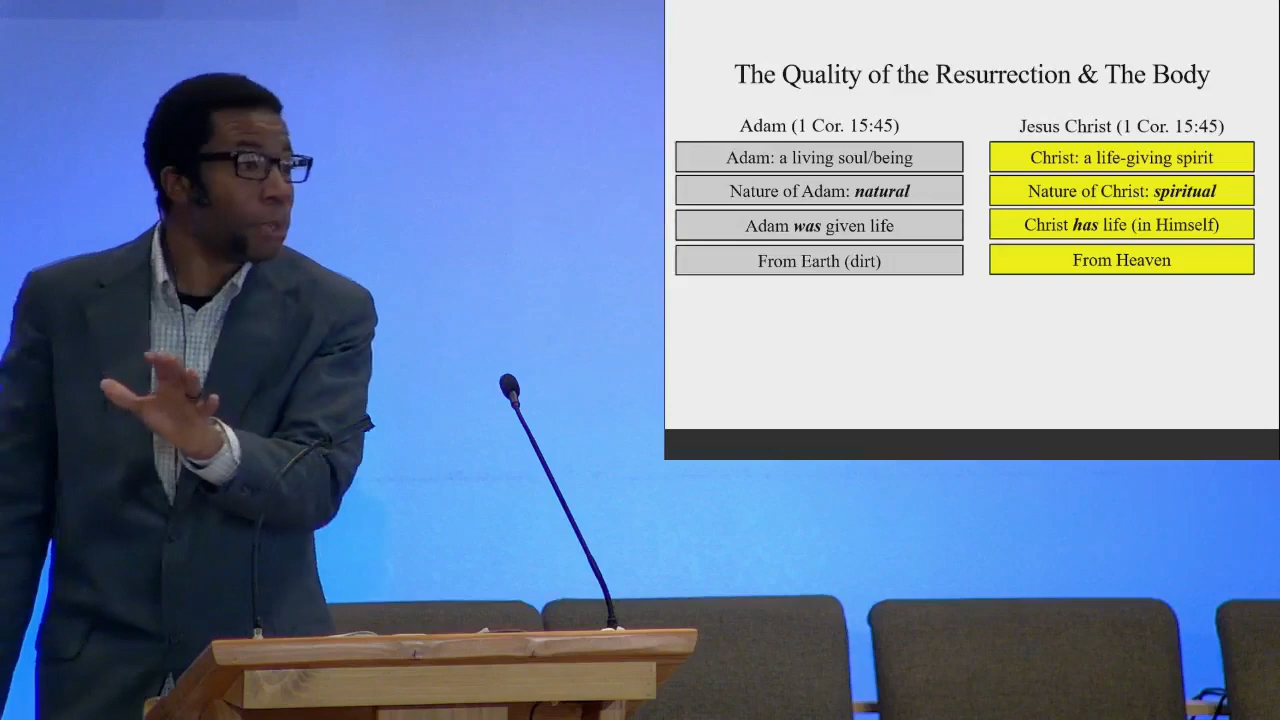 The Quality of the Resurrection & The Body
Adam (1 Cor. 15:45)
Adam: a living soul/being
Nature of Adam: natural
Adam was given life
From Earth (dirt)
Jesus Christ (1 Cor. 15:45)
Christ: a life-giving spirit
Nature of Christ: spiritual
Christ has life (in Himself)
From Heaven